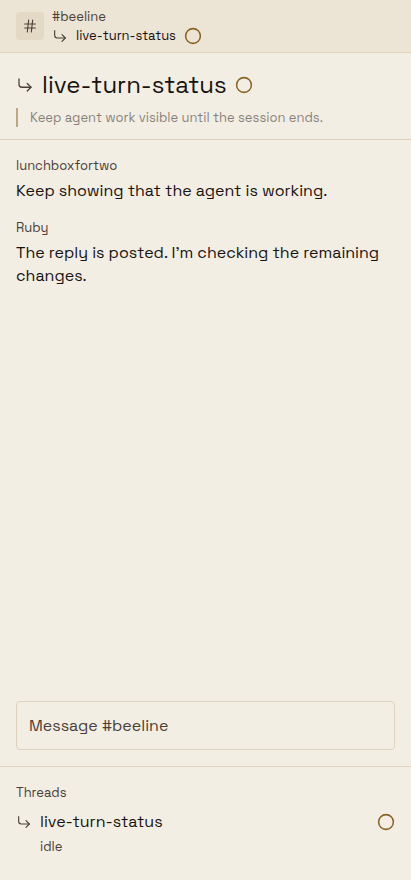 #beeline
live-turn-status
live-turn-status
Keep agent work visible until the session ends.
lunchboxfortwo
Keep showing that the agent is working.
Ruby
The reply is posted. I'm checking the remaining
changes.
Message #beeline
Threads
live-turn-status
idle